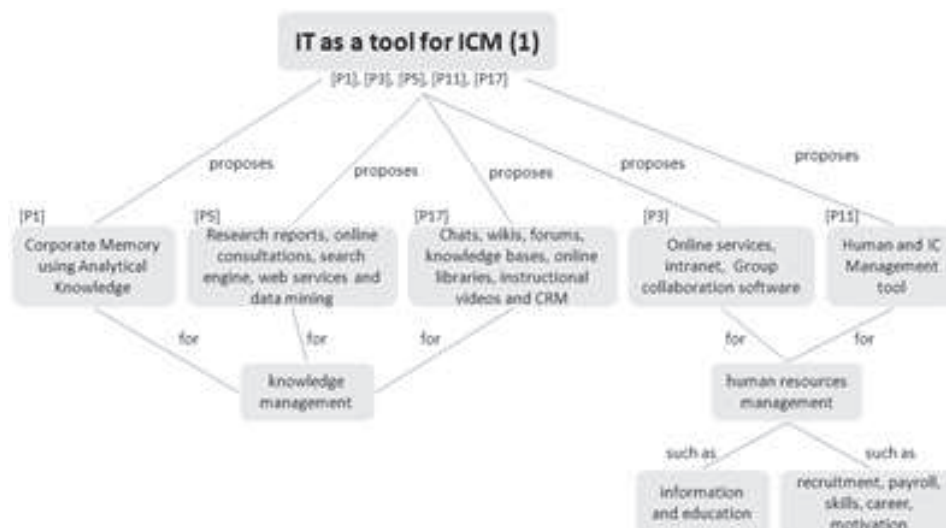 IT as a tool for ICM (1)
[P1], [P3], [P5], [P11], [P17]
proposes
proposes
proposes
proposes
proposes
[P1]
Corporate Memory
using Analytical
Knowledge
[P5]
Research reports, online
consultations, search
engine, web services and
data mining
[P17]
Chats, wikis, forums,
knowledge bases, online
libraries, instructional
videos and CRM
[P3]
Online services,
intranet, Group
collaboration software
[P11]
Human and IC
Management
tool
for
for
for
for
for
knowledge
management
human resources
management
such as
such as
information
and education
recruitment, payroll,
skills, career,
motivation